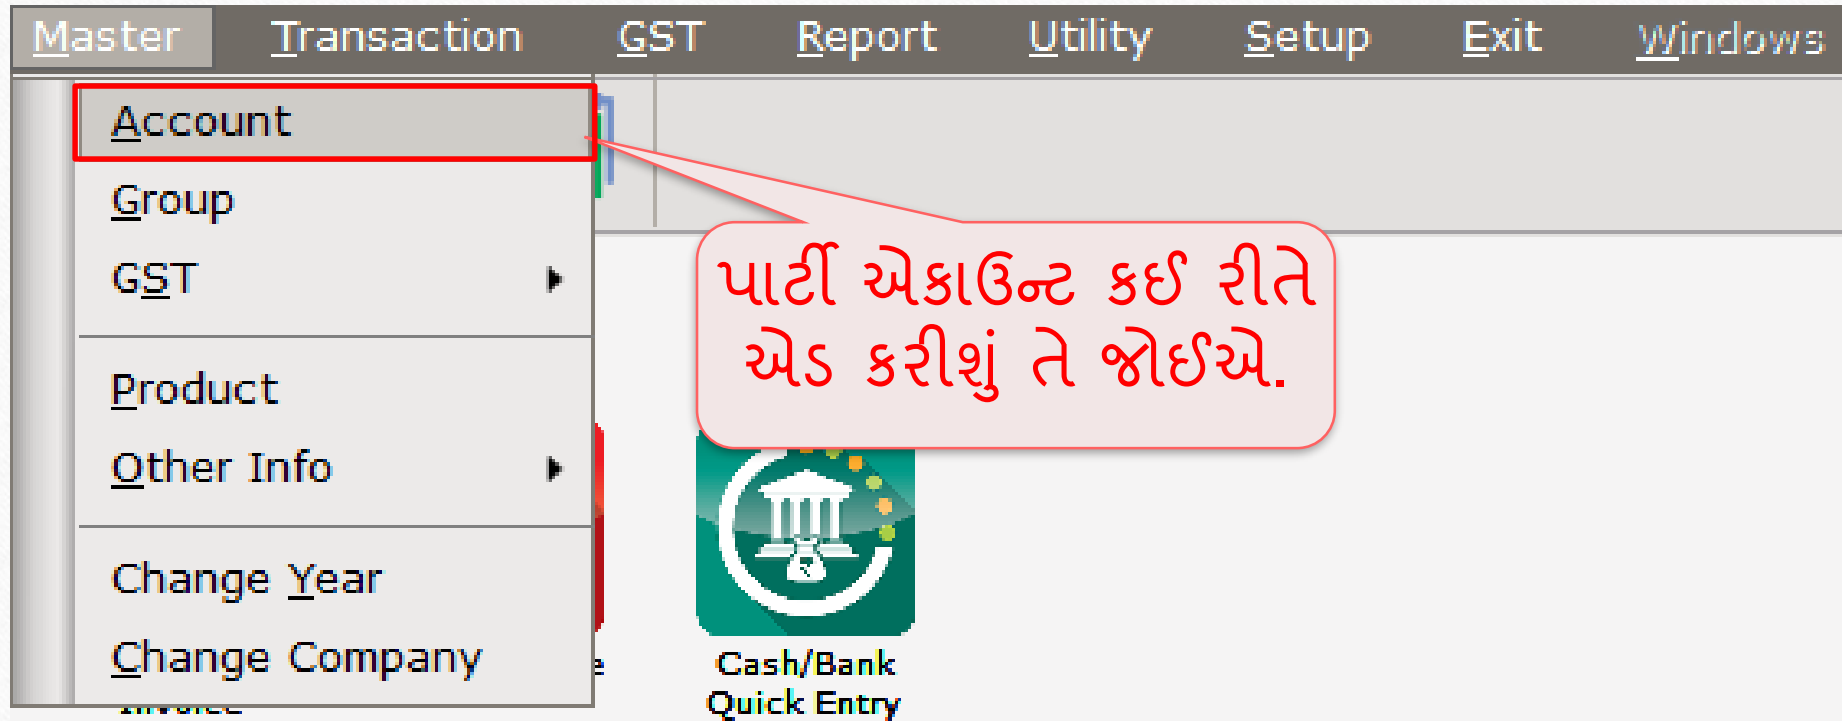 Master Transaction GST Report Utility Setup Exit Windows
Account
Group
GST
પાર્ટી એકાઉન્ટ કઈ રીતે
એડ કરીશું તે જોઈએ.
Product
Other Info
Change Year
Change Company
Cash/Bank
Quick Entry